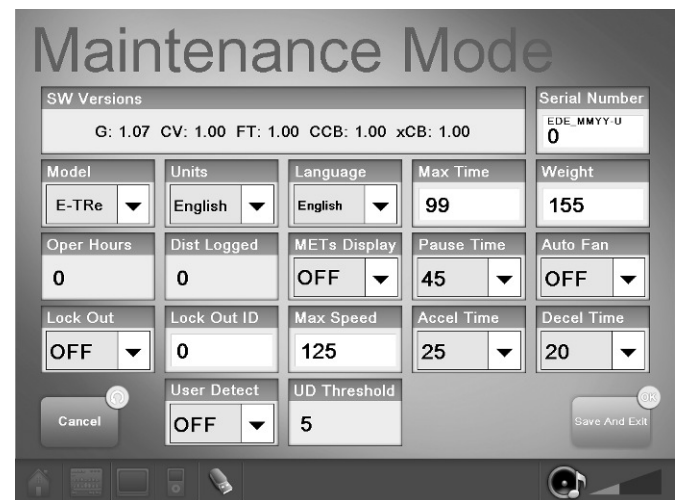 Maintenance Mode
SW Versions
Serial Number
G: 1.07 CV: 1.00 FT: 1.00 CCB: 1.00 xCB: 1.00
EDE_MMYY-U
0
Model
Units
Language
Max Time
Weight
E-TRe
English
English
99
155
Oper Hours
Dist Logged
METs Display
Pause Time
Auto Fan
0
0
OFF
45
OFF
Lock Out
Lock Out ID
Max Speed
Accel Time
Decel Time
OFF
0
125
25
20
User Detect
UD Threshold
OK
Cancel
OFF
5
Save And Exit